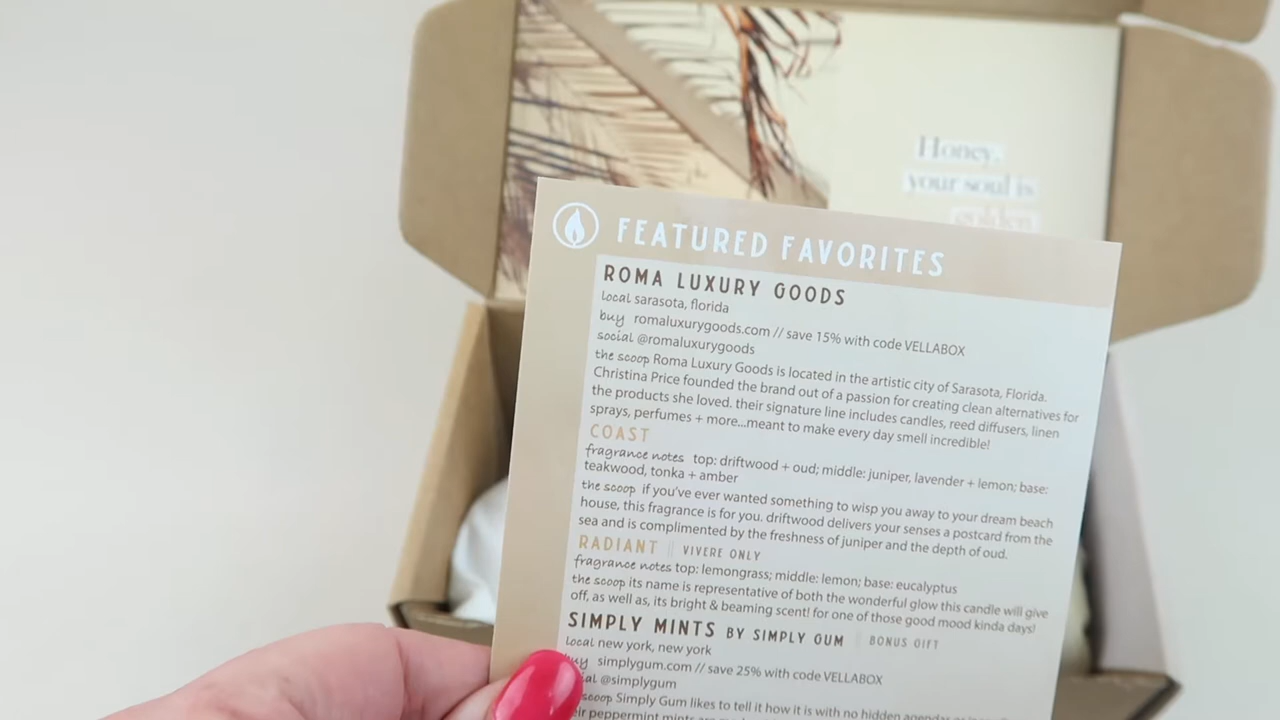 Honey,
your soul is
golden
FEATURED FAVORITES
ROMA LUXURY GOODS
local sarasota, florida
buy romaluxurygoods.com // save 15% with code VELLABOX
social @romaluxurygoods
the scoop Roma Luxury Goods is located in the artistic city of Sarasota, Florida.
Christina Price founded the brand out of a passion for creating clean alternatives for
the products she loved. their signature line includes candles, reed diffusers, linen
sprays, perfumes + more...meant to make every day smell incredible!
COAST
fragrance notes top: driftwood + oud; middle: juniper, lavender + lemon; base:
teakwood, tonka + amber
the scoop if you've ever wanted something to wisp you away to your dream beach
house, this fragrance is for you. driftwood delivers your senses a postcard from the
sea and is complimented by the freshness of juniper and the depth of oud.
RADIANT || VIVERE ONLY
fragrance notes top: lemongrass; middle: lemon; base: eucalyptus
the scoop its name is representative of both the wonderful glow this candle will give
off, as well as, its bright & beaming scent! for one of those good mood kinda days!
SIMPLY MINTS BY SIMPLY GUM | BONUS GIFT
local new york, new york
buy simplygum.com // save 25% with code VELLABOX
@simplygum
scoop Simply Gum likes to tell it how it is with no hidden
peppermint mints are